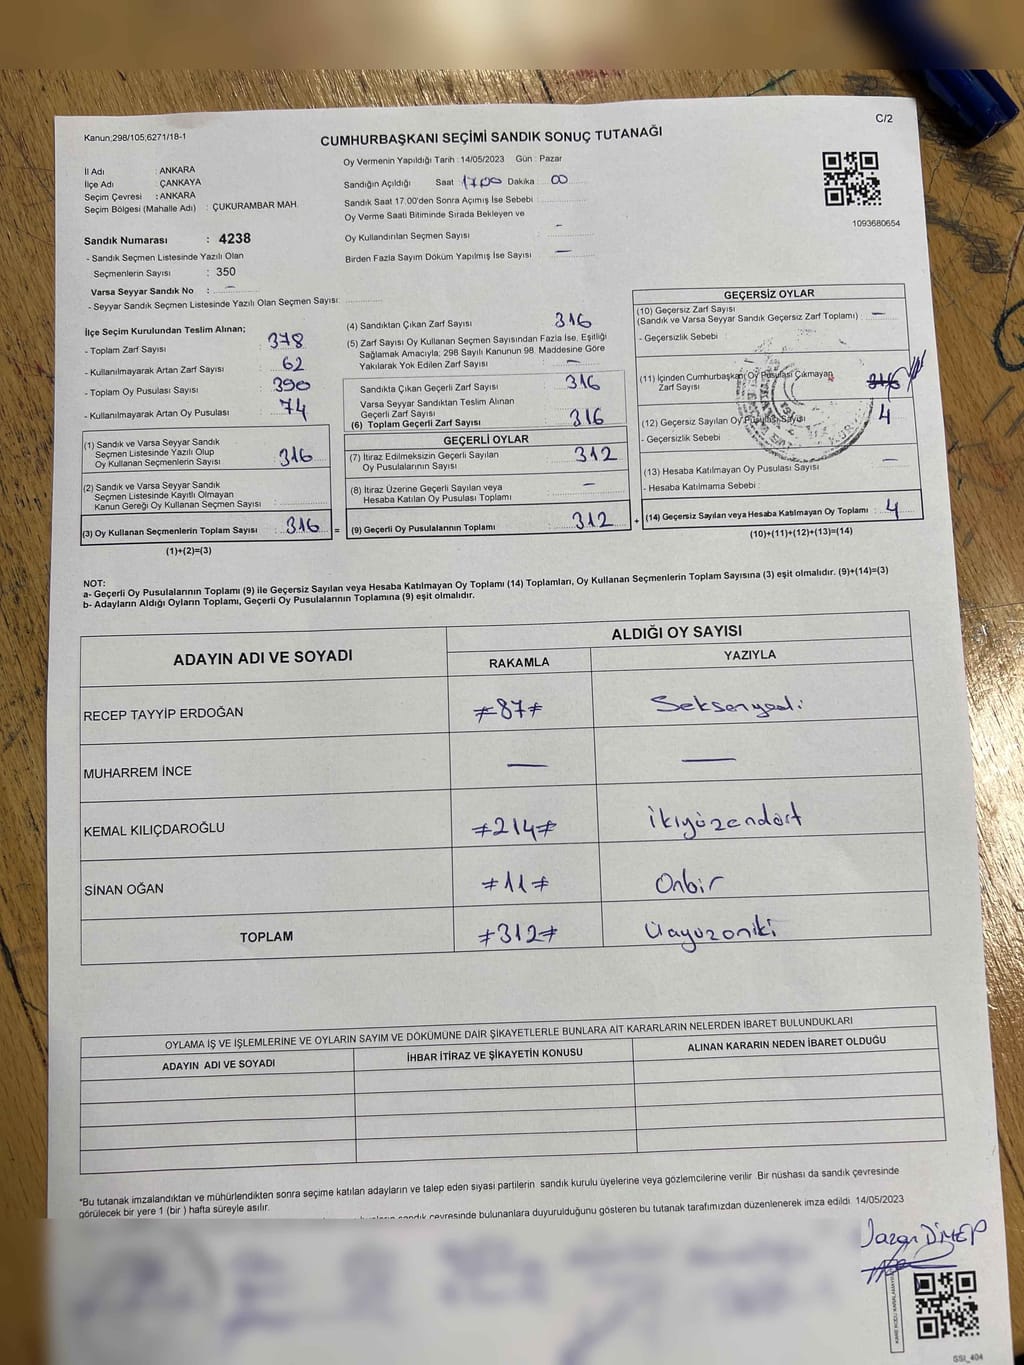 Kanun;298/105,6271/18-1
C/2
CUMHURBAŞKANI SEÇİMİ SANDIK SONUÇ TUTANAĞI
İl Adı : ANKARA
İlçe Adı : ÇANKAYA
Seçim Çevresi : ANKARA
Seçim Bölgesi (Mahalle Adı) : ÇUKURAMBAR MAH.
Oy Vermenin Yapıldığı Tarih : 14/05/2023 Gün : Pazar
Sandığın Açıldığı Saat 17.00 Dakika : 00
Sandık Saat 17.00'den Sonra Açımış İse Sebebi :
Oy Verme Saati Bitiminde Sırada Bekleyen ve
Oy Kullandırılan Seçmen Sayısı : -
Birden Fazla Sayım Döküm Yapılmış İse Sayısı : —
1093680654
Sandık Numarası : 4238
- Sandık Seçmen Listesinde Yazılı Olan
Seçmenlerin Sayısı : 350
Varsa Seyyar Sandık No : —
- Seyyar Sandık Seçmen Listesinde Yazılı Olan Seçmen Sayısı:
İlçe Seçim Kurulundan Teslim Alınan;
- Toplam Zarf Sayısı : 378
- Kullanılmayarak Artan Zarf Sayısı : 62
- Toplam Oy Pusulası Sayısı : 390
- Kullanılmayarak Artan Oy Pusulası : 74
(1) Sandık ve Varsa Seyyar Sandık
Seçmen Listesinde Yazılı Olup
Oy Kullanan Seçmenlerin Sayısı : 316
(2) Sandık ve Varsa Seyyar Sandık
Seçmen Listesinde Kayıtlı Olmayan
Kanun Gereği Oy Kullanan Seçmen Sayısı :
(3) Oy Kullanan Seçmenlerin Toplam Sayısı : 316 =
(1)+(2)=(3)
(4) Sandıktan Çıkan Zarf Sayısı : 316
(5) Zarf Sayısı Oy Kullanan Seçmen Sayısından Fazla İse, Eşitliği
Sağlamak Amacıyla; 298 Sayılı Kanunun 98. Maddesine Göre
Yakılarak Yok Edilen Zarf Sayısı : —
Sandıkta Çıkan Geçerli Zarf Sayısı : 316
Varsa Seyyar Sandıktan Teslim Alınan
Geçerli Zarf Sayısı
(6) Toplam Geçerli Zarf Sayısı : 316
GEÇERLİ OYLAR
(7) İtiraz Edilmeksizin Geçerli Sayılan
Oy Pusulalarının Sayısı : 312
(8) İtiraz Üzerine Geçerli Sayılan veya
Hesaba Katılan Oy Pusulası Toplamı : —
(9) Geçerli Oy Pusulalarının Toplamı : 312 +
GEÇERSİZ OYLAR
(10) Geçersiz Zarf Sayısı
(Sandık ve Varsa Seyyar Sandık Geçersiz Zarf Toplamı) : —
- Geçersizlik Sebebi :
(11) İçinden Cumhurbaşkanı Oy Pusulası Çıkmayan
Zarf Sayısı 316
(12) Geçersiz Sayılan Oy Pusulası Sayısı : 4
- Geçersizlik Sebebi :
(13) Hesaba Katılmayan Oy Pusulası Sayısı : —
- Hesaba Katılmama Sebebi :
(14) Geçersiz Sayılan veya Hesaba Katılmayan Oy Toplamı : 4
(10)+(11)+(12)+(13)=(14)
NOT:
a- Geçerli Oy Pusulalarının Toplamı (9) ile Geçersiz Sayılan veya Hesaba Katılmayan Oy Toplamı (14) Toplamları, Oy Kullanan Seçmenlerin Toplam Sayısına (3) eşit olmalıdır. (9)+(14)=(3)
b- Adayların Aldığı Oyların Toplamı, Geçerli Oy Pusulalarının Toplamına (9) eşit olmalıdır.
ADAYIN ADI VE SOYADI
ALDIĞI OY SAYISI
RAKAMLA YAZIYLA
RECEP TAYYİP ERDOĞAN ≠87≠ Seksenyedi
MUHARREM İNCE — —
KEMAL KILIÇDAROĞLU ≠214≠ İkiyüzondört
SİNAN OĞAN ≠11≠ Onbir
TOPLAM ≠312≠ Üçyüzoniki
OYLAMA İŞ VE İŞLEMLERİNE VE OYLARIN SAYIM VE DÖKÜMÜNE DAİR ŞİKAYETLERLE BUNLARA AİT KARARLARIN NELERDEN İBARET BULUNDUKLARI
ADAYIN ADI VE SOYADI İHBAR İTİRAZ VE ŞİKAYETİN KONUSU ALINAN KARARIN NEDEN İBARET OLDUĞU
*Bu tutanak imzalandıktan ve mühürlendikten sonra seçime katılan adayların ve talep eden siyasi partilerin sandık kurulu üyelerine veya gözlemcilerine verilir. Bir nüshası da sandık çevresinde
görülecek bir yere 1 (bir) hafta süreyle asılır.
sandık çevresinde bulunanlara duyurulduğunu gösteren bu tutanak tarafımızdan düzenlenerek imza edildi. 14/05/2023
GSI_404